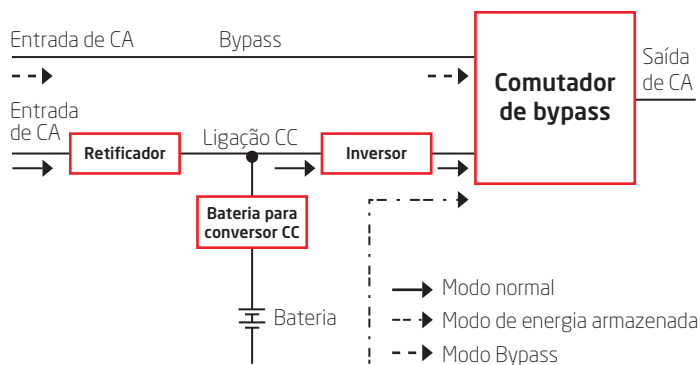 Entrada de CA
Bypass
Saída
de CA
Comutador
de bypass
Entrada
de CA
Ligação CC
Retificador
Inversor
Bateria para
conversor CC
Bateria
Modo normal
Modo de energia armazenada
Modo Bypass